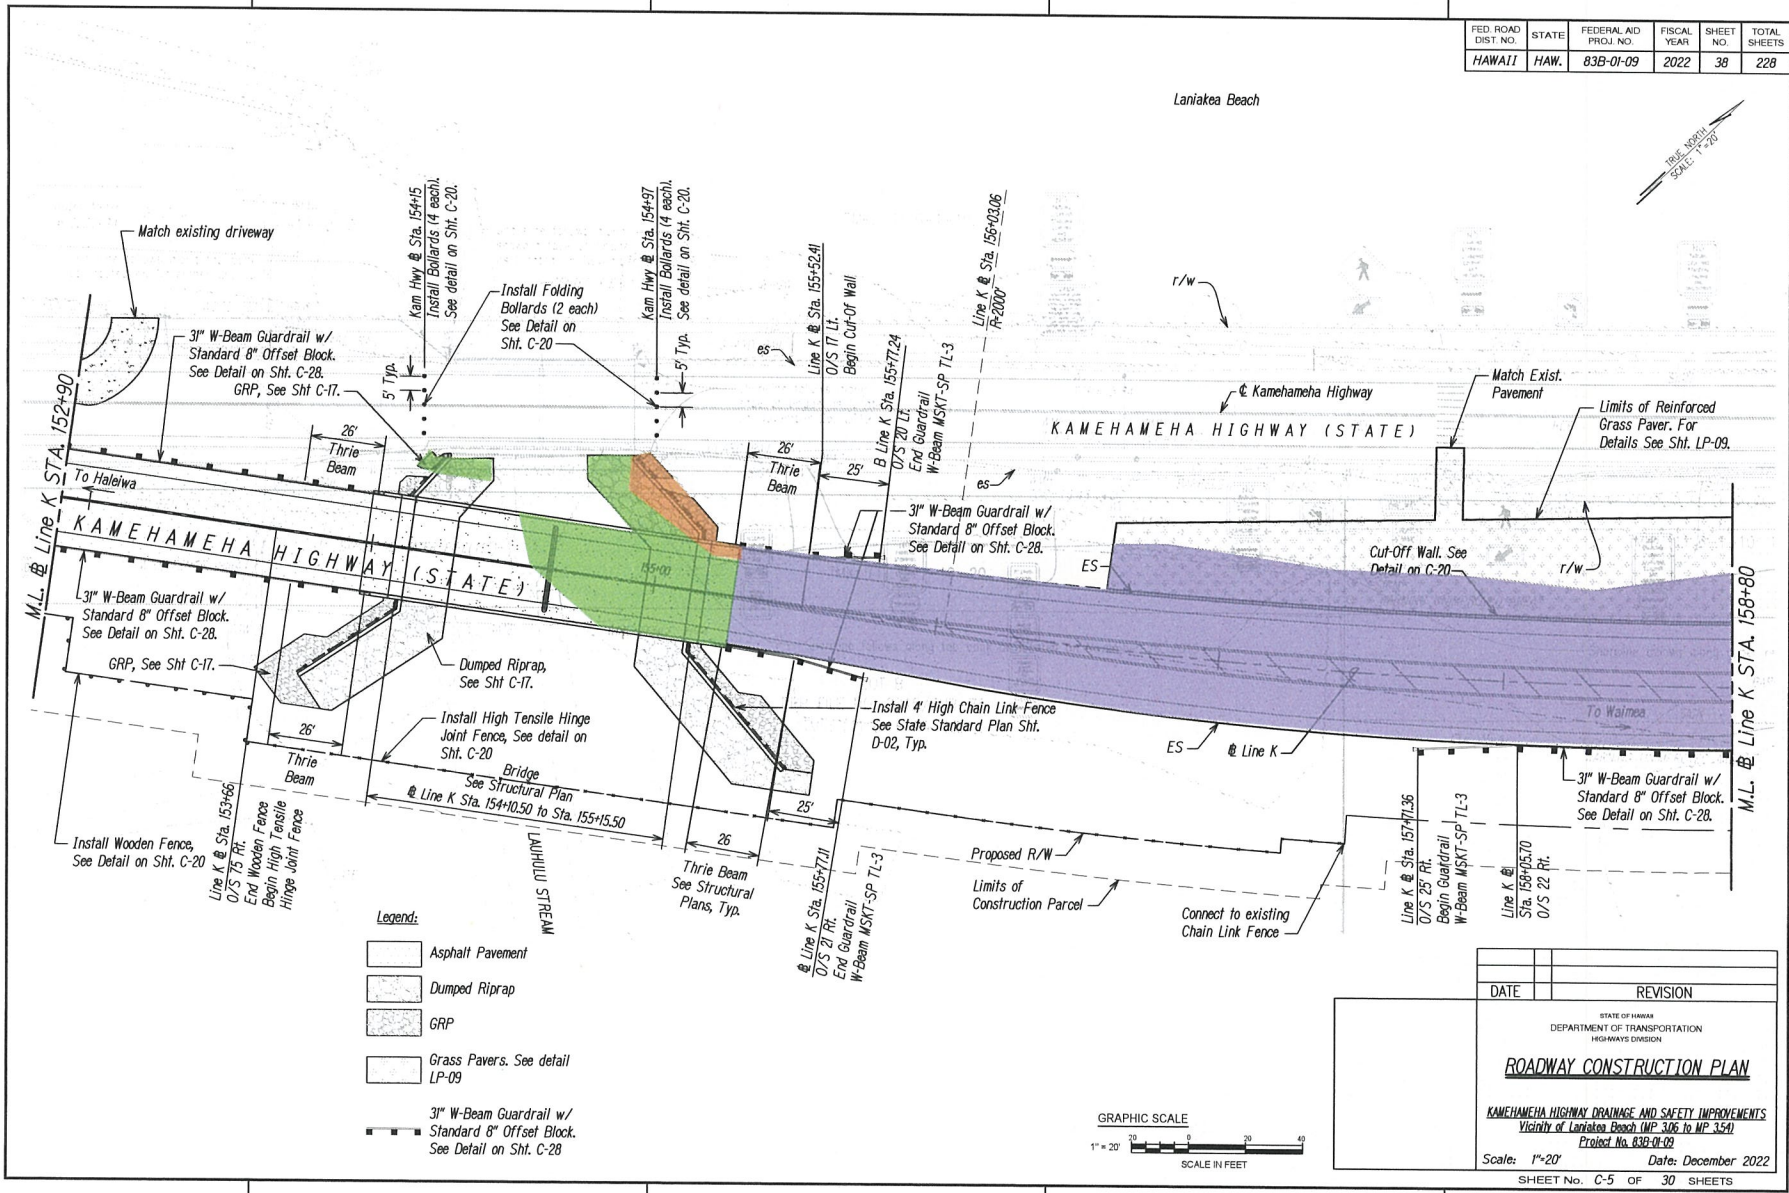 FED. ROAD DIST. NO.
STATE
FEDERAL AID PROJ. NO.
FISCAL YEAR
SHEET NO.
TOTAL SHEETS
HAWAII
HAW.
83B-01-09
2022
38
228
Laniakea Beach
TRUE NORTH
SCALE: 1"=20'
Match existing driveway
Kam Hwy ℄ Sta. 154+15
Install Bollards (4 each).
See detail on Sht. C-20.
Install Folding
Bollards (2 each)
See Detail on
Sht. C-20
Kam Hwy ℄ Sta. 154+97
Install Bollards (4 each).
See detail on Sht. C-20.
5' Typ.
5' Typ.
31" W-Beam Guardrail w/
Standard 8" Offset Block.
See Detail on Sht. C-28.
GRP, See Sht C-17.
es
Line K ℄ Sta. 155+52.41
O/S 17 Lt.
Begin Cut-Of Wall
B Line K Sta. 155+77.24
O/S 20 Lt.
End Guardrail
W-Beam MSKT-SP TL-3
Line K ℄ Sta. 156+03.06
R=2000'
r/w
℄ Kamehameha Highway
KAMEHAMEHA HIGHWAY (STATE)
Match Exist.
Pavement
Limits of Reinforced
Grass Paver. For
Details See Sht. LP-09.
es
26'
Thrie
Beam
26'
Thrie
Beam
25'
31" W-Beam Guardrail w/
Standard 8" Offset Block.
See Detail on Sht. C-28.
M.L. ℄ Line K STA. 152+90
To Haleiwa
KAMEHAMEHA HIGHWAY (STATE)
155+00
ES
Cut-Off Wall. See
Detail on C-20
r/w
31" W-Beam Guardrail w/
Standard 8" Offset Block.
See Detail on Sht. C-28.
GRP, See Sht C-17.
Dumped Riprap,
See Sht C-17.
Install 4' High Chain Link Fence
See State Standard Plan Sht.
D-02, Typ.
Install High Tensile Hinge
Joint Fence, See detail on
Sht. C-20
26'
Thrie
Beam
Bridge
See Structural Plan
℄ Line K Sta. 154+10.50 to Sta. 155+15.50
25'
26
Thrie Beam
See Structural
Plans, Typ.
ES
℄ Line K
To Waimea
M.L. ℄ Line K STA. 158+80
31" W-Beam Guardrail w/
Standard 8" Offset Block.
See Detail on Sht. C-28.
Install Wooden Fence,
See Detail on Sht. C-20
Line K ℄ Sta. 153+66
O/S 75 Rt.
End Wooden Fence
Begin High Tensile
Hinge Joint Fence
LAUHULU STREAM
℄ Line K Sta. 155+77.11
O/S 21 Rt.
End Guardrail
W-Beam MSKT-SP TL-3
Proposed R/W
Limits of
Construction Parcel
Connect to existing
Chain Link Fence
Line K ℄ Sta. 157+71.36
O/S 25' Rt.
Begin Guardrail
W-Beam MSKT-SP TL-3
Line K ℄
Sta. 158+05.70
O/S 22 Rt.
Legend:
Asphalt Pavement
Dumped Riprap
GRP
Grass Pavers. See detail
LP-09
31" W-Beam Guardrail w/
Standard 8" Offset Block.
See Detail on Sht. C-28
GRAPHIC SCALE
1" = 20'
20 0 20 40
SCALE IN FEET
DATE
REVISION
STATE OF HAWAII
DEPARTMENT OF TRANSPORTATION
HIGHWAYS DIVISION
ROADWAY CONSTRUCTION PLAN
KAMEHAMEHA HIGHWAY DRAINAGE AND SAFETY IMPROVEMENTS
Vicinity of Laniakea Beach (MP 3.06 to MP 3.54)
Project No. 83B-01-09
Scale: 1"=20'
Date: December 2022
SHEET No. C-5 OF 30 SHEETS